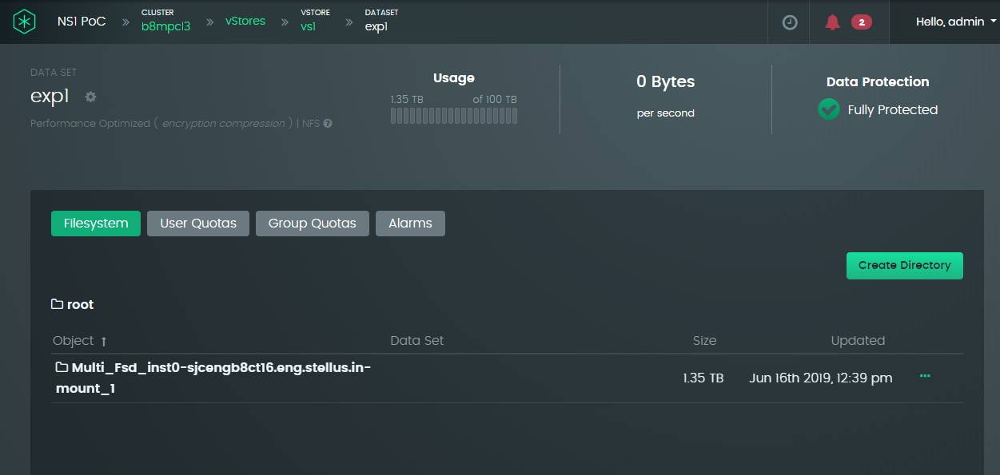 NS1 PoC » CLUSTER » vStores » VSTORE » DATASET
b8mpcl3 vs1 exp1
2
Hello, admin
DATA SET
exp1
Performance Optimized ( encryption compression ) | NFS ?
Usage
1.35 TB of 100 TB
0 Bytes
per second
Data Protection
Fully Protected
Filesystem User Quotas Group Quotas Alarms
Create Directory
root
Object ↑ Data Set Size Updated
Multi_Fsd_inst0-sjcengb8ct16.eng.stellus.in-
mount_1
1.35 TB Jun 16th 2019, 12:39 pm ...